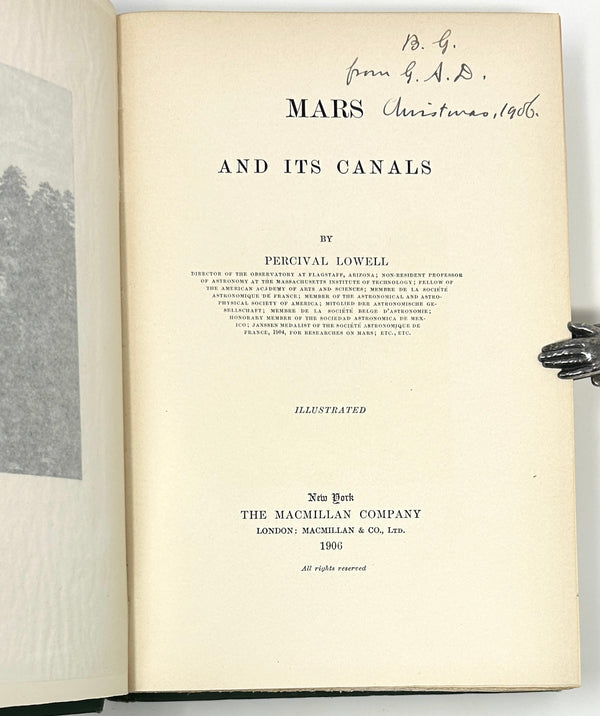 B. G.
from G. A. D.
Christmas, 1906.
MARS
AND ITS CANALS
BY
PERCIVAL LOWELL
DIRECTOR OF THE OBSERVATORY AT FLAGSTAFF, ARIZONA; NON-RESIDENT PROFESSOR
OF ASTRONOMY AT THE MASSACHUSETTS INSTITUTE OF TECHNOLOGY; FELLOW OF
THE AMERICAN ACADEMY OF ARTS AND SCIENCES; MEMBRE DE LA SOCIÉTÉ
ASTRONOMIQUE DE FRANCE; MEMBER OF THE ASTRONOMICAL AND ASTRO-
PHYSICAL SOCIETY OF AMERICA; MITGLIED DER ASTRONOMISCHE GE-
SELLSCHAFT; MEMBRE DE LA SOCIÉTÉ BELGE D'ASTRONOMIE;
HONORARY MEMBER OF THE SOCIEDAD ASTRONOMICA DE MEX-
ICO; JANSSEN MEDALIST OF THE SOCIÉTÉ ASTRONOMIQUE DE
FRANCE, 1904, FOR RESEARCHES ON MARS; ETC., ETC.
ILLUSTRATED
New York
THE MACMILLAN COMPANY
LONDON: MACMILLAN & CO., LTD.
1906
All rights reserved